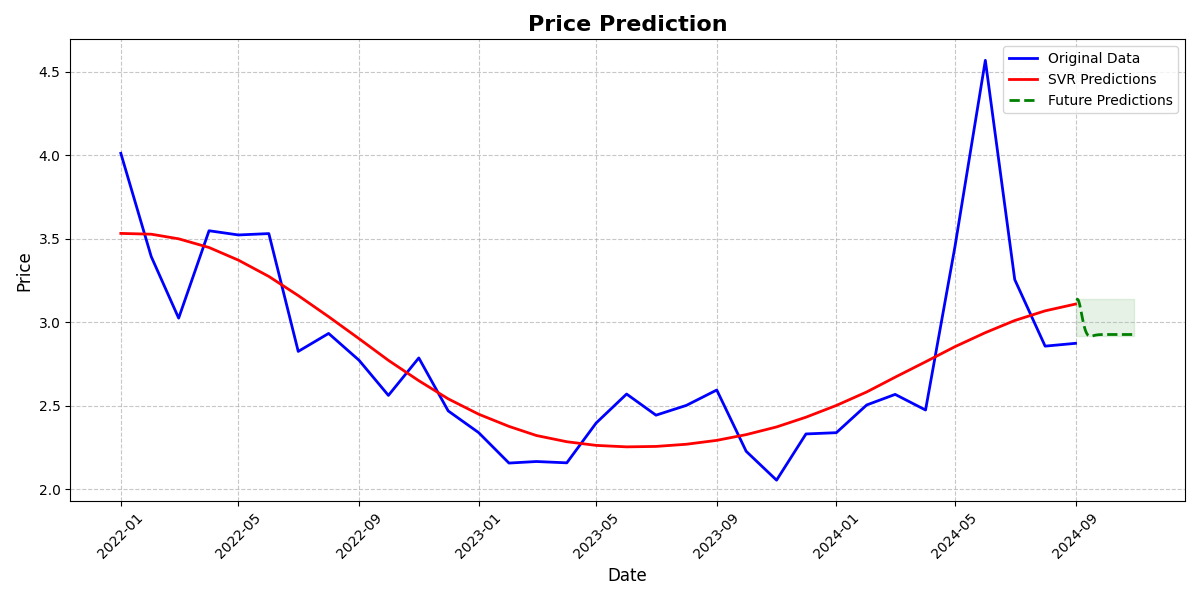 Price Prediction
Original Data
SVR Predictions
Future Predictions
Price
4.5
4.0
3.5
3.0
2.5
2.0
2022-01
2022-05
2022-09
2023-01
2023-05
2023-09
2024-01
2024-05
2024-09
Date